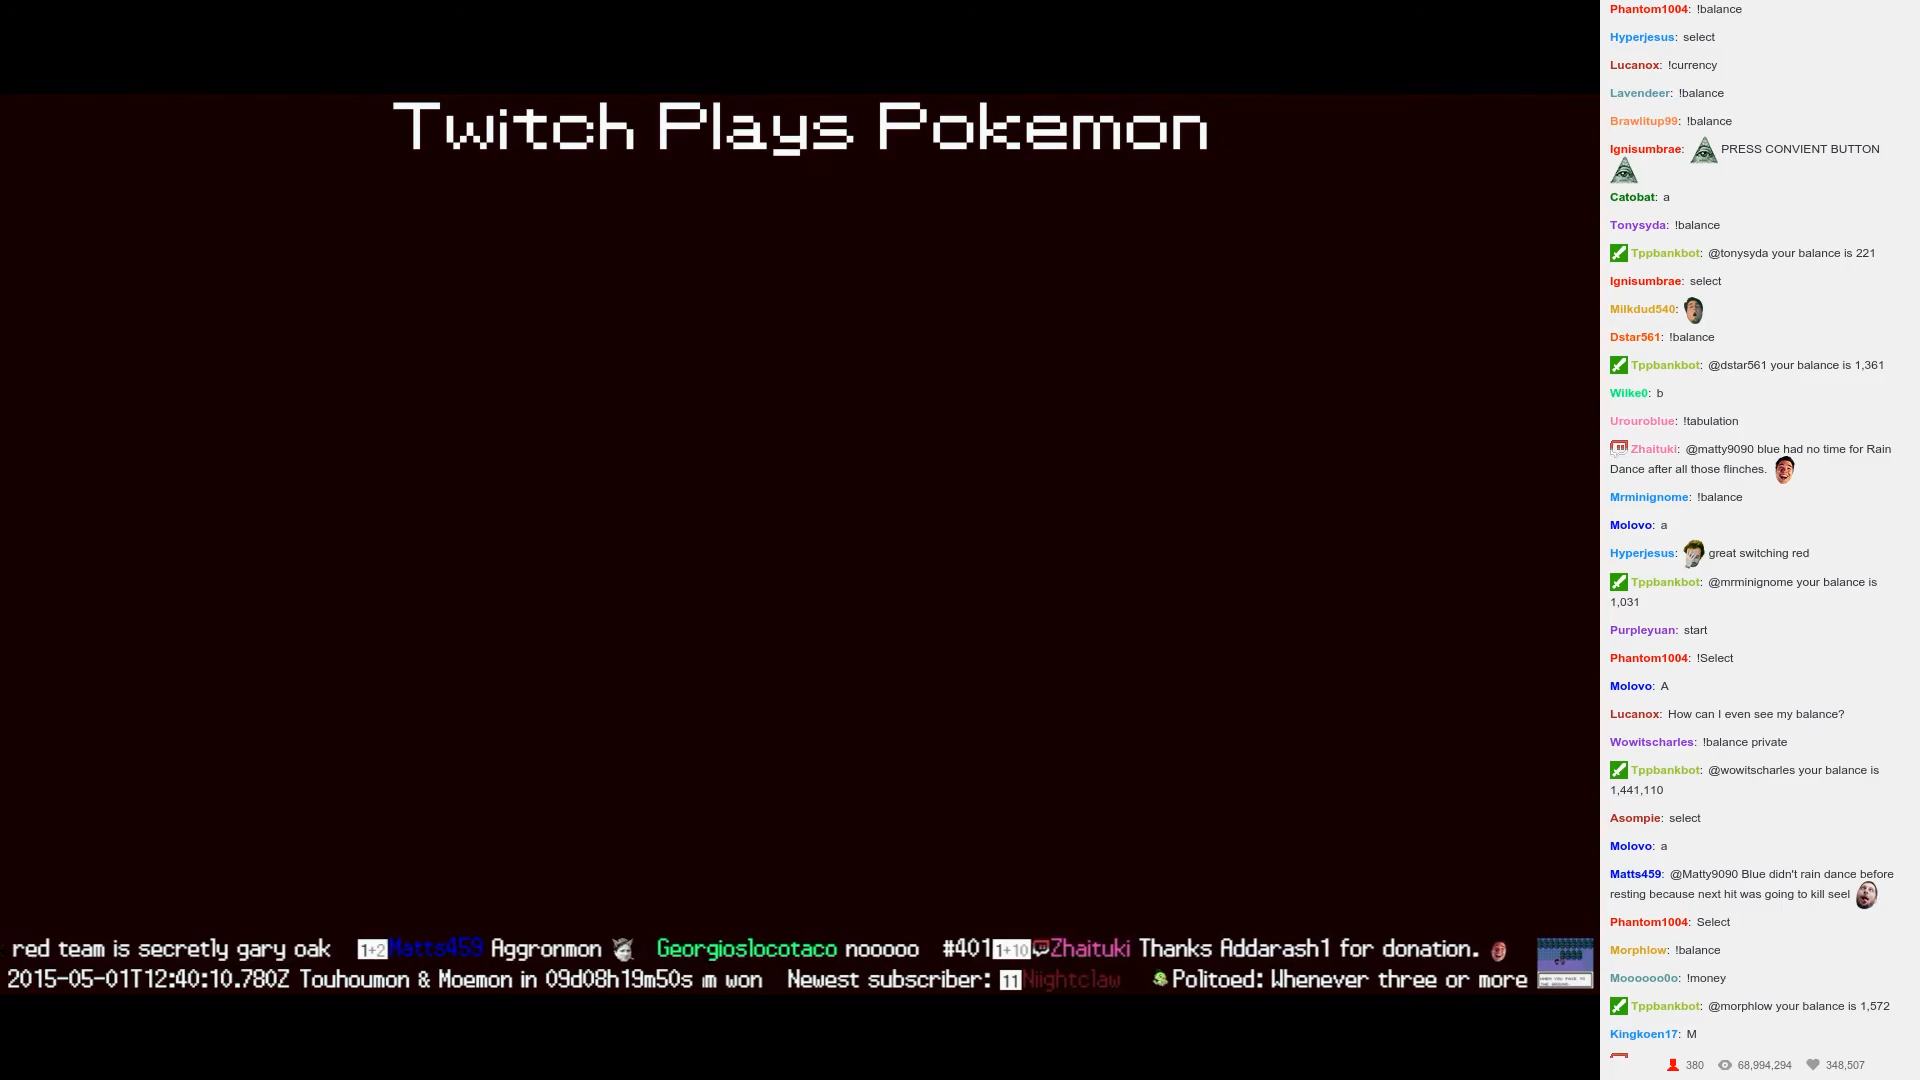 Twitch Plays Pokemon
red team is secretly gary oak 1+2 Matts459 Aggronmon Georgioslocotaco nooooo #401 1+10 Zhaituki Thanks Addarash1 for donation.
2015-05-01T12:40:10.780Z Touhoumon & Moemon in 09d08h19m50s m won Newest subscriber: 11 Niightclaw Politoed: Whenever three or more
Phantom1004: !balance
Hyperjesus: select
Lucanox: !currency
Lavendeer: !balance
Brawlitup99: !balance
Ignisumbrae: PRESS CONVIENT BUTTON
Catobat: a
Tonysyda: !balance
Tppbankbot: @tonysyda your balance is 221
Ignisumbrae: select
Milkdud540:
Dstar561: !balance
Tppbankbot: @dstar561 your balance is 1,361
Wilke0: b
Urouroblue: !tabulation
Zhaituki: @matty9090 blue had no time for Rain
Dance after all those flinches.
Mrminignome: !balance
Molovo: a
Hyperjesus: great switching red
Tppbankbot: @mrminignome your balance is
1,031
Purpleyuan: start
Phantom1004: !Select
Molovo: A
Lucanox: How can I even see my balance?
Wowitscharles: !balance private
Tppbankbot: @wowitscharles your balance is
1,441,110
Asompie: select
Molovo: a
Matts459: @Matty9090 Blue didn't rain dance before
resting because next hit was going to kill seel
Phantom1004: Select
Morphlow: !balance
Moooooo0o: !money
Tppbankbot: @morphlow your balance is 1,572
Kingkoen17: M
380 68,994,294 348,507